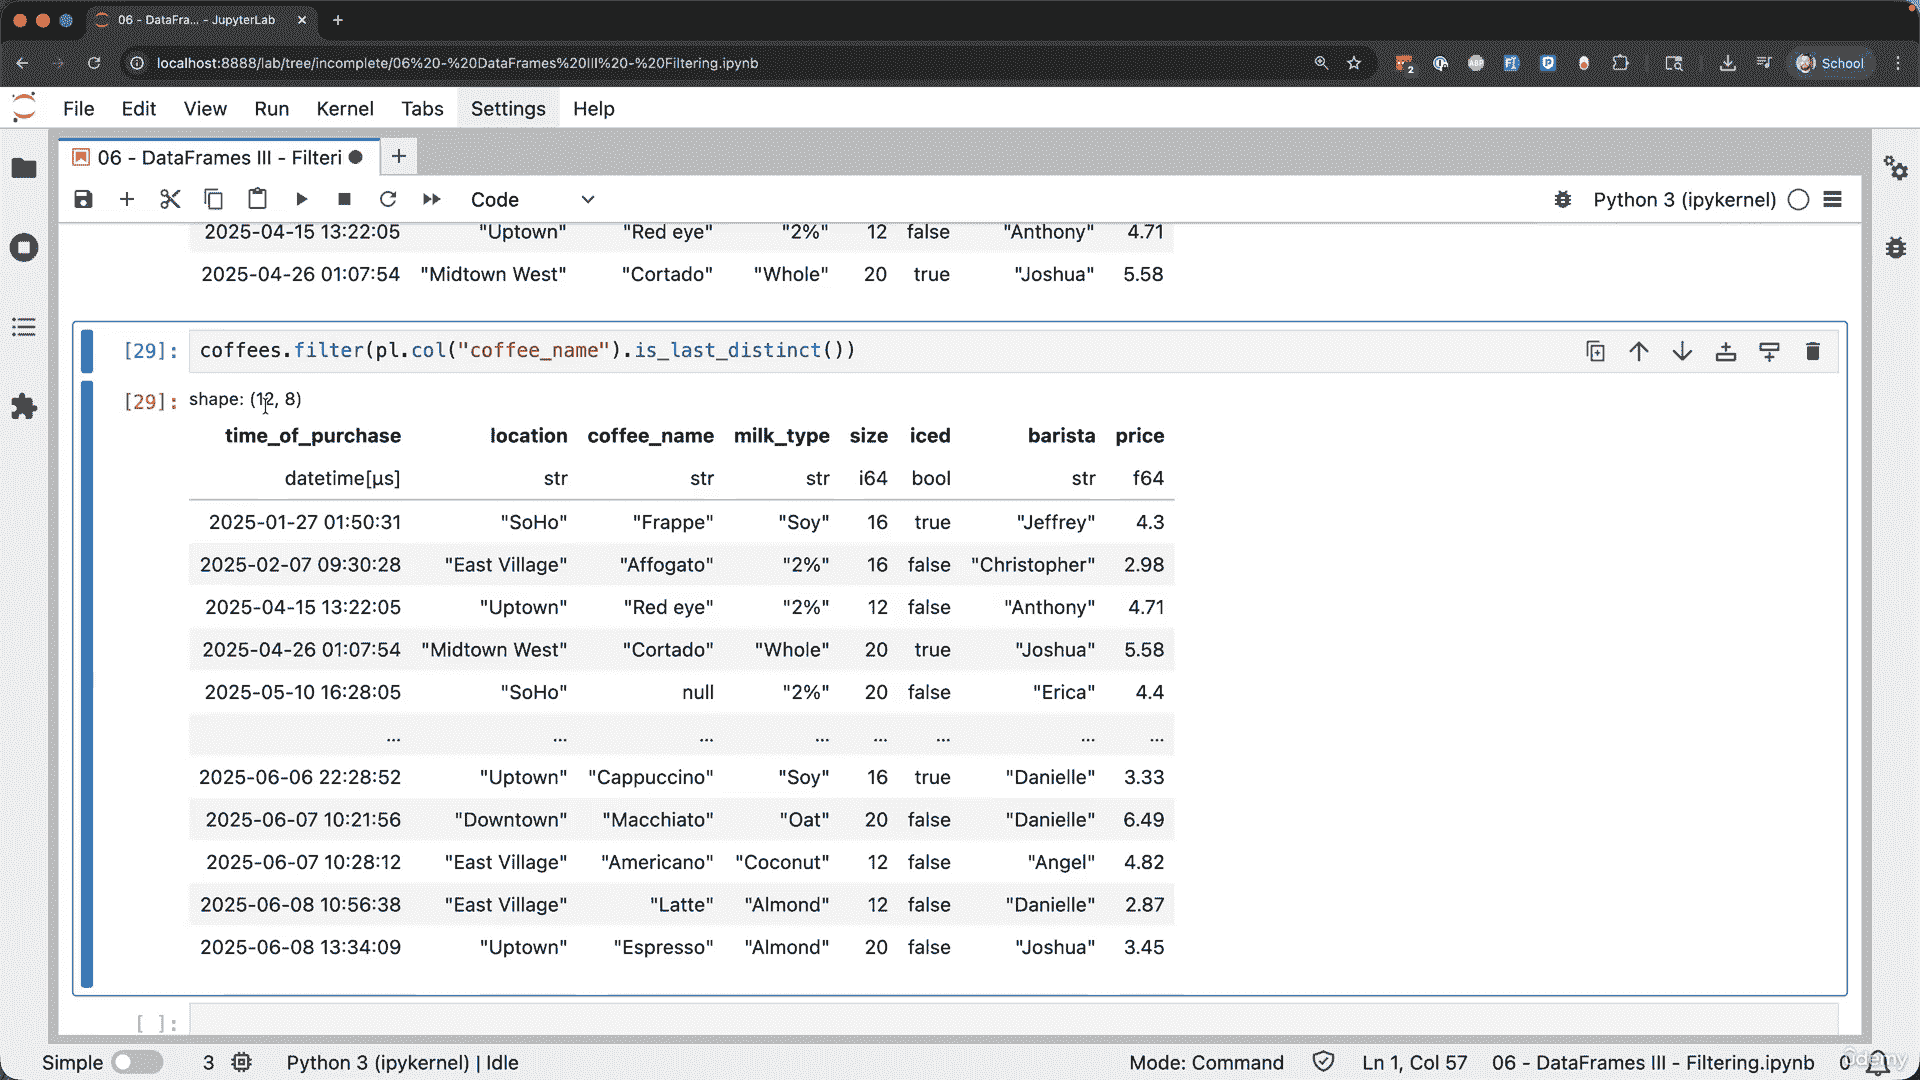 06 - DataFra... - JupyterLab
localhost:8888/lab/tree/incomplete/06%20-%20DataFrames%20III%20-%20Filtering.ipynb
2
ABP
School
File Edit View Run Kernel Tabs Settings Help
06 - DataFrames III - Filteri
Code
Python 3 (ipykernel)
2025-04-15 13:22:05 "Uptown" "Red eye" "2%" 12 false "Anthony" 4.71
2025-04-26 01:07:54 "Midtown West" "Cortado" "Whole" 20 true "Joshua" 5.58
[29]: coffees.filter(pl.col("coffee_name").is_last_distinct())
[29]: shape: (12, 8)
time_of_purchase location coffee_name milk_type size iced barista price
datetime[μs] str str str i64 bool str f64
2025-01-27 01:50:31 "SoHo" "Frappe" "Soy" 16 true "Jeffrey" 4.3
2025-02-07 09:30:28 "East Village" "Affogato" "2%" 16 false "Christopher" 2.98
2025-04-15 13:22:05 "Uptown" "Red eye" "2%" 12 false "Anthony" 4.71
2025-04-26 01:07:54 "Midtown West" "Cortado" "Whole" 20 true "Joshua" 5.58
2025-05-10 16:28:05 "SoHo" null "2%" 20 false "Erica" 4.4
… … … … … … … …
2025-06-06 22:28:52 "Uptown" "Cappuccino" "Soy" 16 true "Danielle" 3.33
2025-06-07 10:21:56 "Downtown" "Macchiato" "Oat" 20 false "Danielle" 6.49
2025-06-07 10:28:12 "East Village" "Americano" "Coconut" 12 false "Angel" 4.82
2025-06-08 10:56:38 "East Village" "Latte" "Almond" 12 false "Danielle" 2.87
2025-06-08 13:34:09 "Uptown" "Espresso" "Almond" 20 false "Joshua" 3.45
[ ]:
Simple 3 Python 3 (ipykernel) | Idle Mode: Command Ln 1, Col 57 06 - DataFrames III - Filtering.ipynb 0
udemy